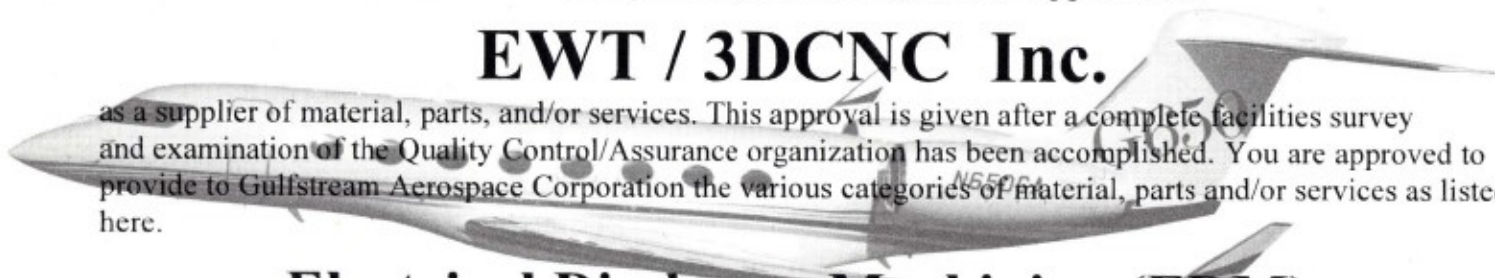 EWT / 3DCNC Inc.
as a supplier of material, parts, and/or services. This approval is given after a complete facilities survey
G650
and examination of the Quality Control/Assurance organization has been accomplished. You are approved to
provide to Gulfstream Aerospace Corporation the various categories of material, parts and/or services as liste
here.